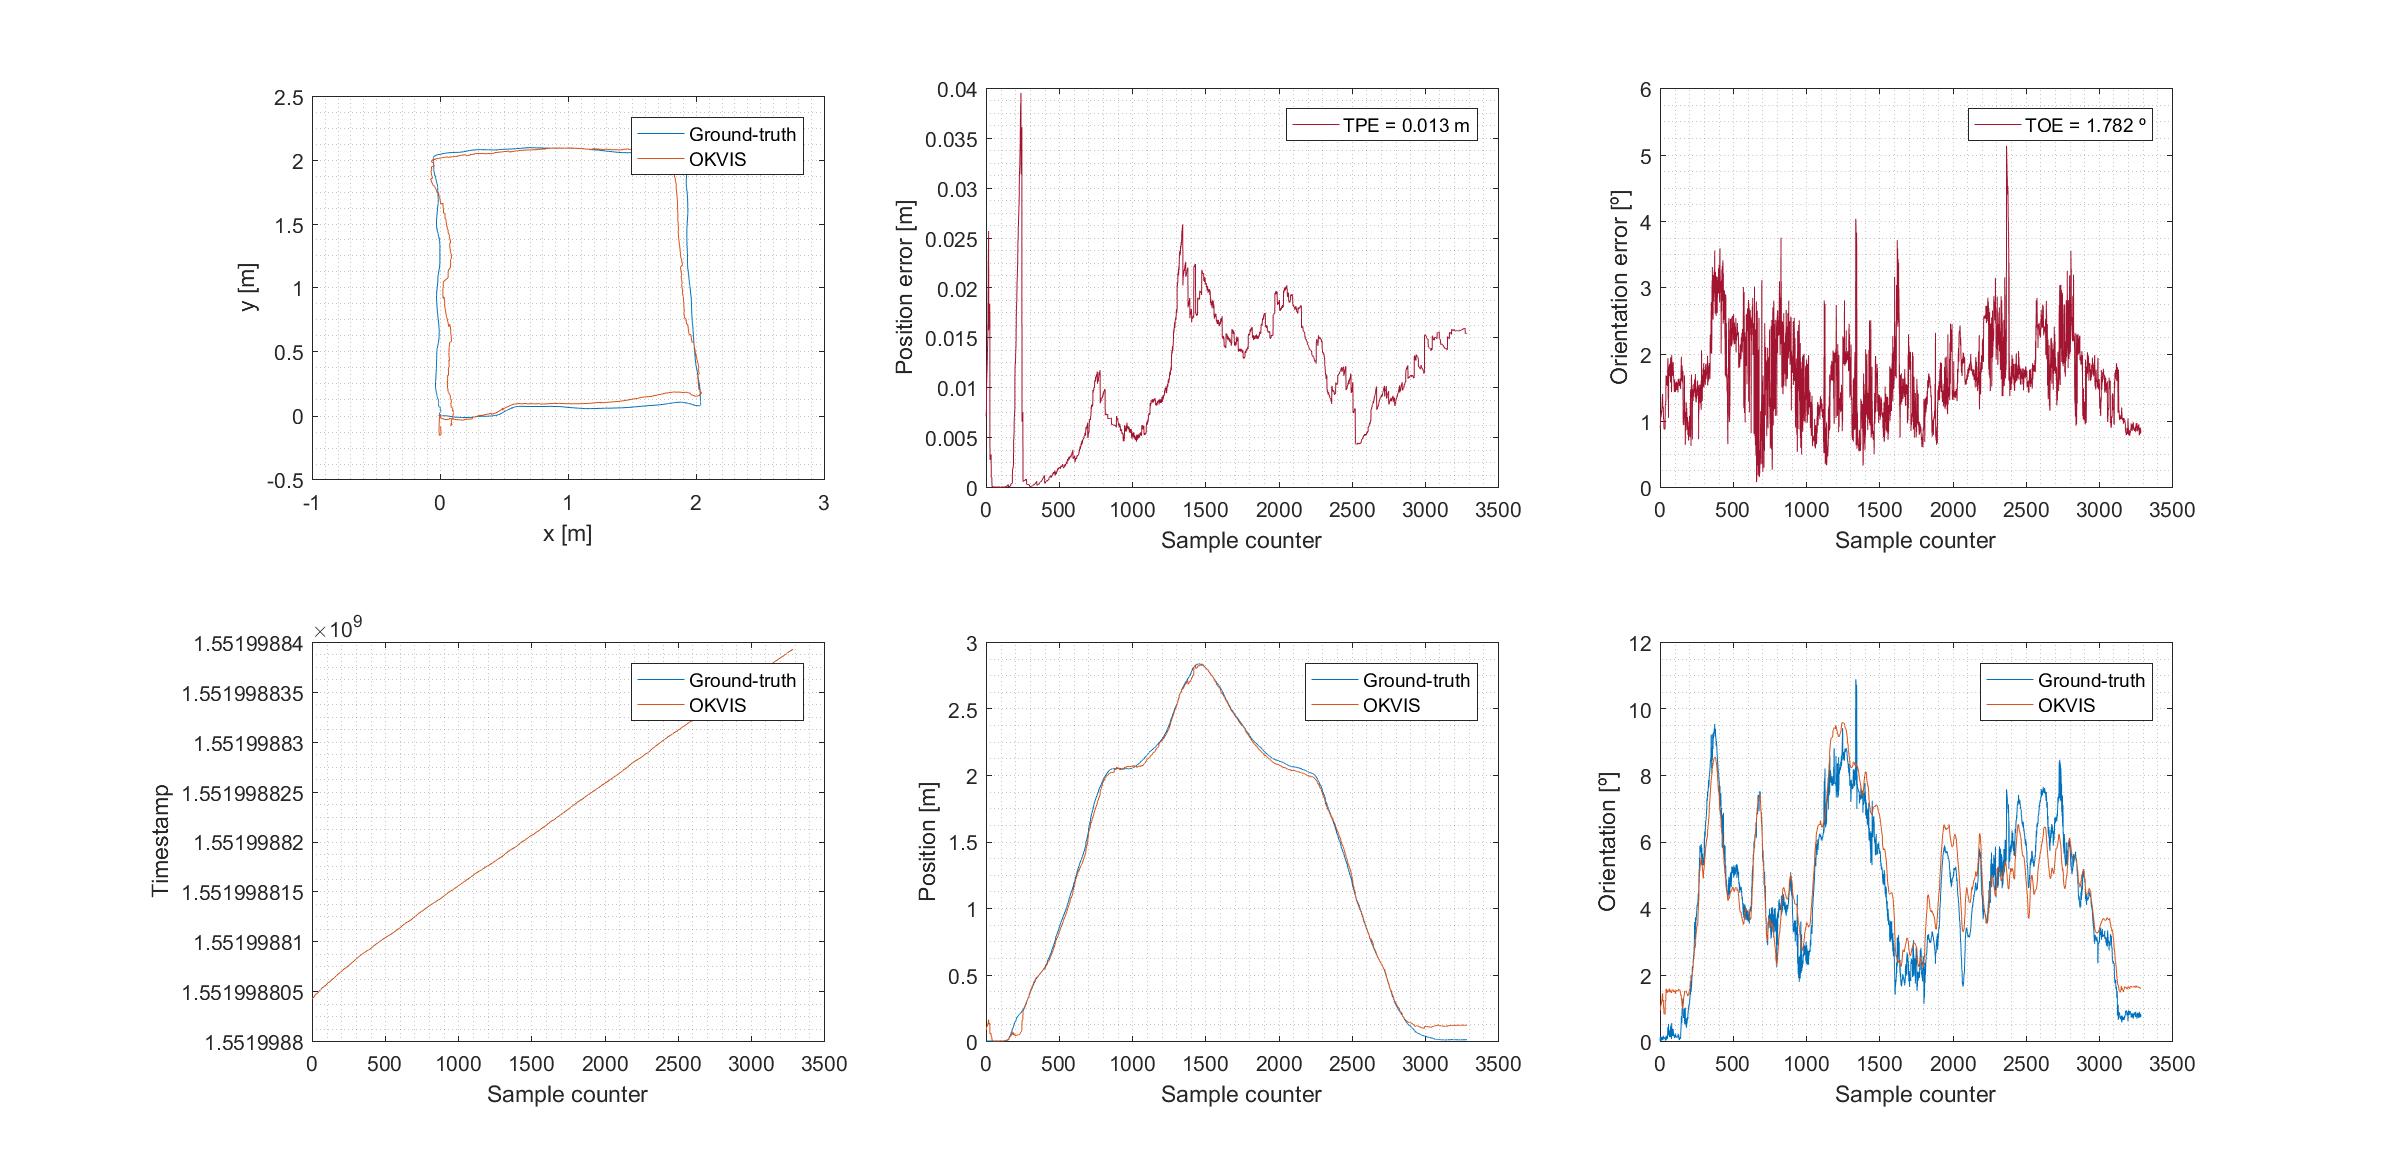 2.5
2
1.5
1
0.5
0
-0.5
y [m]
-1 0 1 2 3
x [m]
Ground-truth
OKVIS
0.04
0.035
0.03
0.025
0.02
0.015
0.01
0.005
0
Position error [m]
0 500 1000 1500 2000 2500 3000 3500
Sample counter
TPE = 0.013 m
6
5
4
3
2
1
0
Orientation error [º]
0 500 1000 1500 2000 2500 3000 3500
Sample counter
TOE = 1.782 º
×10^9
1.55199884
1.5519988835
1.551998883
1.5519988825
1.551998882
1.5519988815
1.551998881
1.5519988805
1.5519988
Timestamp
0 500 1000 1500 2000 2500 3000 3500
Sample counter
Ground-truth
OKVIS
3
2.5
2
1.5
1
0.5
0
Position [m]
0 500 1000 1500 2000 2500 3000 3500
Sample counter
Ground-truth
OKVIS
12
10
8
6
4
2
0
Orientation [º]
0 500 1000 1500 2000 2500 3000 3500
Sample counter
Ground-truth
OKVIS